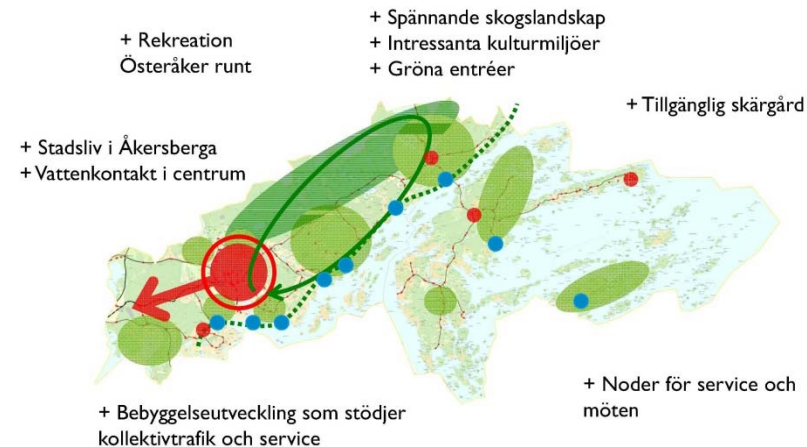 + Rekreation
Österåker runt
+ Spännande skogslandskap
+ Intressanta kulturmiljöer
+ Gröna entréer
+ Tillgänglig skärgård
+ Stadsliv i Åkersberga
+ Vattenkontakt i centrum
+ Noder för service och
möten
+ Bebyggelseutveckling som stödjer
kollektivtrafik och service